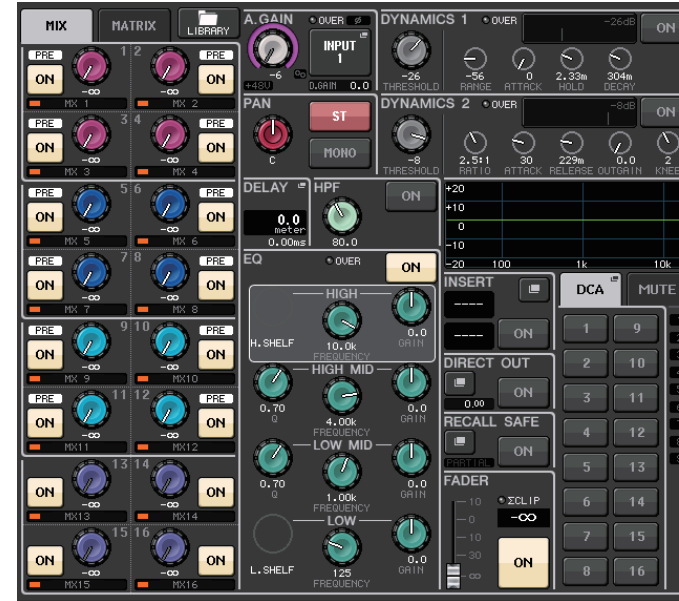 MIX MATRIX LIBRARY
PRE 1 2 PRE
ON ON
-∞ -∞
MX 1 MX 2
PRE 3 4 PRE
ON ON
-∞ -∞
MX 3 MX 4
PRE 5 6 PRE
ON ON
-∞ -∞
MX 5 MX 6
PRE 7 8 PRE
ON ON
-∞ -∞
MX 7 MX 8
PRE 9 10 PRE
ON ON
-∞ -∞
MX 9 MX10
PRE 11 12 PRE
ON ON
-∞ -∞
MX11 MX12
13 14
ON ON
-∞ -∞
MX13 MX14
15 16
ON ON
-∞ -∞
MX15 MX16
A.GAIN OVER ø
INPUT
1
-6
+48V D.GAIN 0.0
PAN
ST
MONO
C
DELAY HPF
ON
0.0
meter
0.00ms 80.0
EQ OVER ON
HIGH
H.SHELF 10.0k 0.0
FREQUENCY GAIN
HIGH MID
0.70 4.00k 0.0
Q FREQUENCY GAIN
LOW MID
0.70 1.00k 0.0
Q FREQUENCY GAIN
LOW
L.SHELF 125 0.0
FREQUENCY GAIN
DYNAMICS 1 OVER -26dB ON
-26 -56 0 2.33m 304m
THRESHOLD RANGE ATTACK HOLD DECAY
DYNAMICS 2 OVER -8dB ON
-8 2.5:1 30 229m 0.0 2
THRESHOLD RATIO ATTACK RELEASE OUTGAIN KNEE
+20
+10
0
-10
-20 100 1k 10k
INSERT
----
---- ON
DIRECT OUT
ON
0.00
RECALL SAFE
ON
PARTIAL
FADER
10 ΣCLIP
0 -∞
10
30 ON
∞
DCA MUTE
1 9
2 10
3 11
4 12
5 13
6 14
7 15
8 16